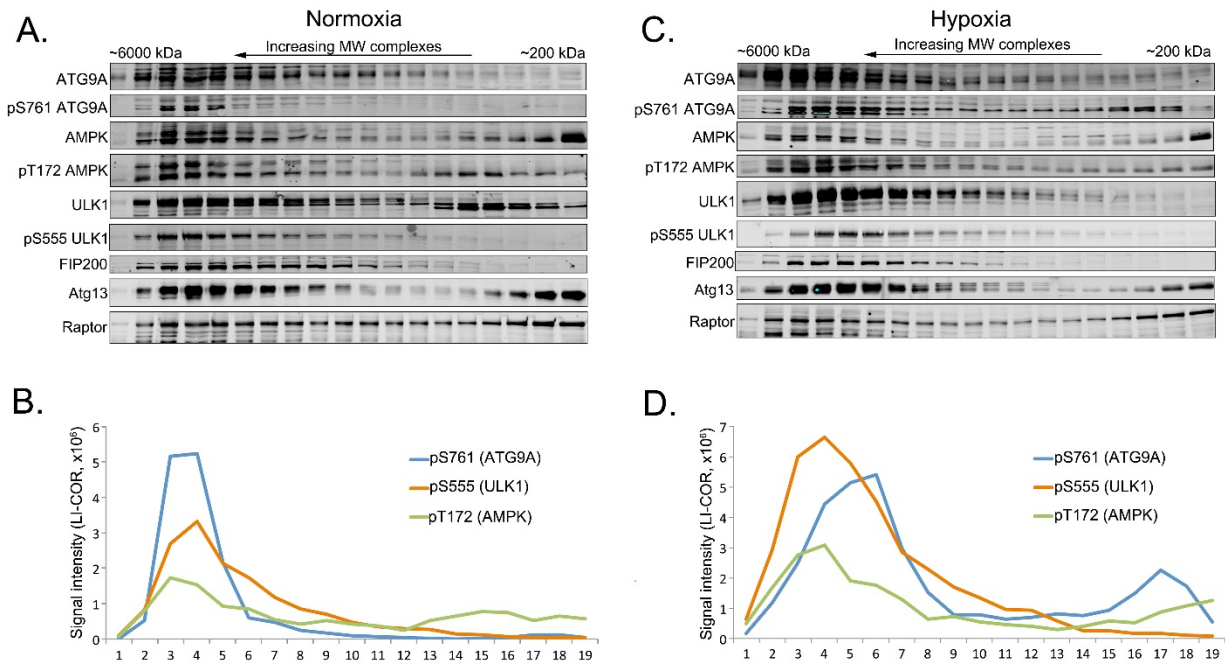 A.
Normoxia
~6000 kDa
Increasing MW complexes
~200 kDa
ATG9A
pS761 ATG9A
AMPK
pT172 AMPK
ULK1
pS555 ULK1
FIP200
Atg13
Raptor
C.
Hypoxia
~6000 kDa
Increasing MW complexes
~200 kDa
ATG9A
pS761 ATG9A
AMPK
pT172 AMPK
ULK1
pS555 ULK1
FIP200
Atg13
Raptor
B.
Signal intensity (LI-COR, x10⁶)
6
5
4
3
2
1
0
pS761 (ATG9A)
pS555 (ULK1)
pT172 (AMPK)
1 2 3 4 5 6 7 8 9 10 11 12 13 14 15 16 17 18 19
D.
Signal intensity (LI-COR, x10⁶)
7
6
5
4
3
2
1
0
pS761 (ATG9A)
pS555 (ULK1)
pT172 (AMPK)
1 2 3 4 5 6 7 8 9 10 11 12 13 14 15 16 17 18 19